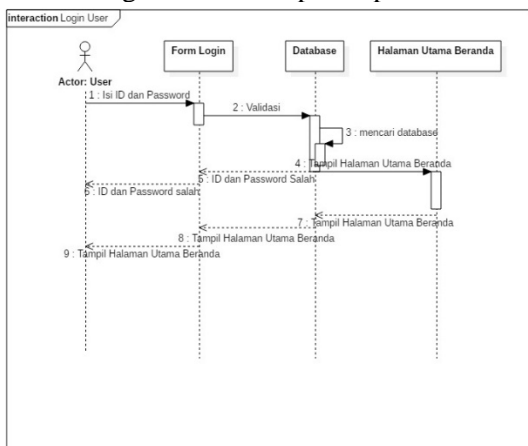 interaction Login User
Form Login
Database
Halaman Utama Beranda
Actor: User
1 : Isi ID dan Password
2 : Validasi
3 : mencari database
4 : Tampil Halaman Utama Beranda
5 : ID dan Password Salah
6 : ID dan Password salah
7 : Tampil Halaman Utama Beranda
8 : Tampil Halaman Utama Beranda
9 : Tampil Halaman Utama Beranda